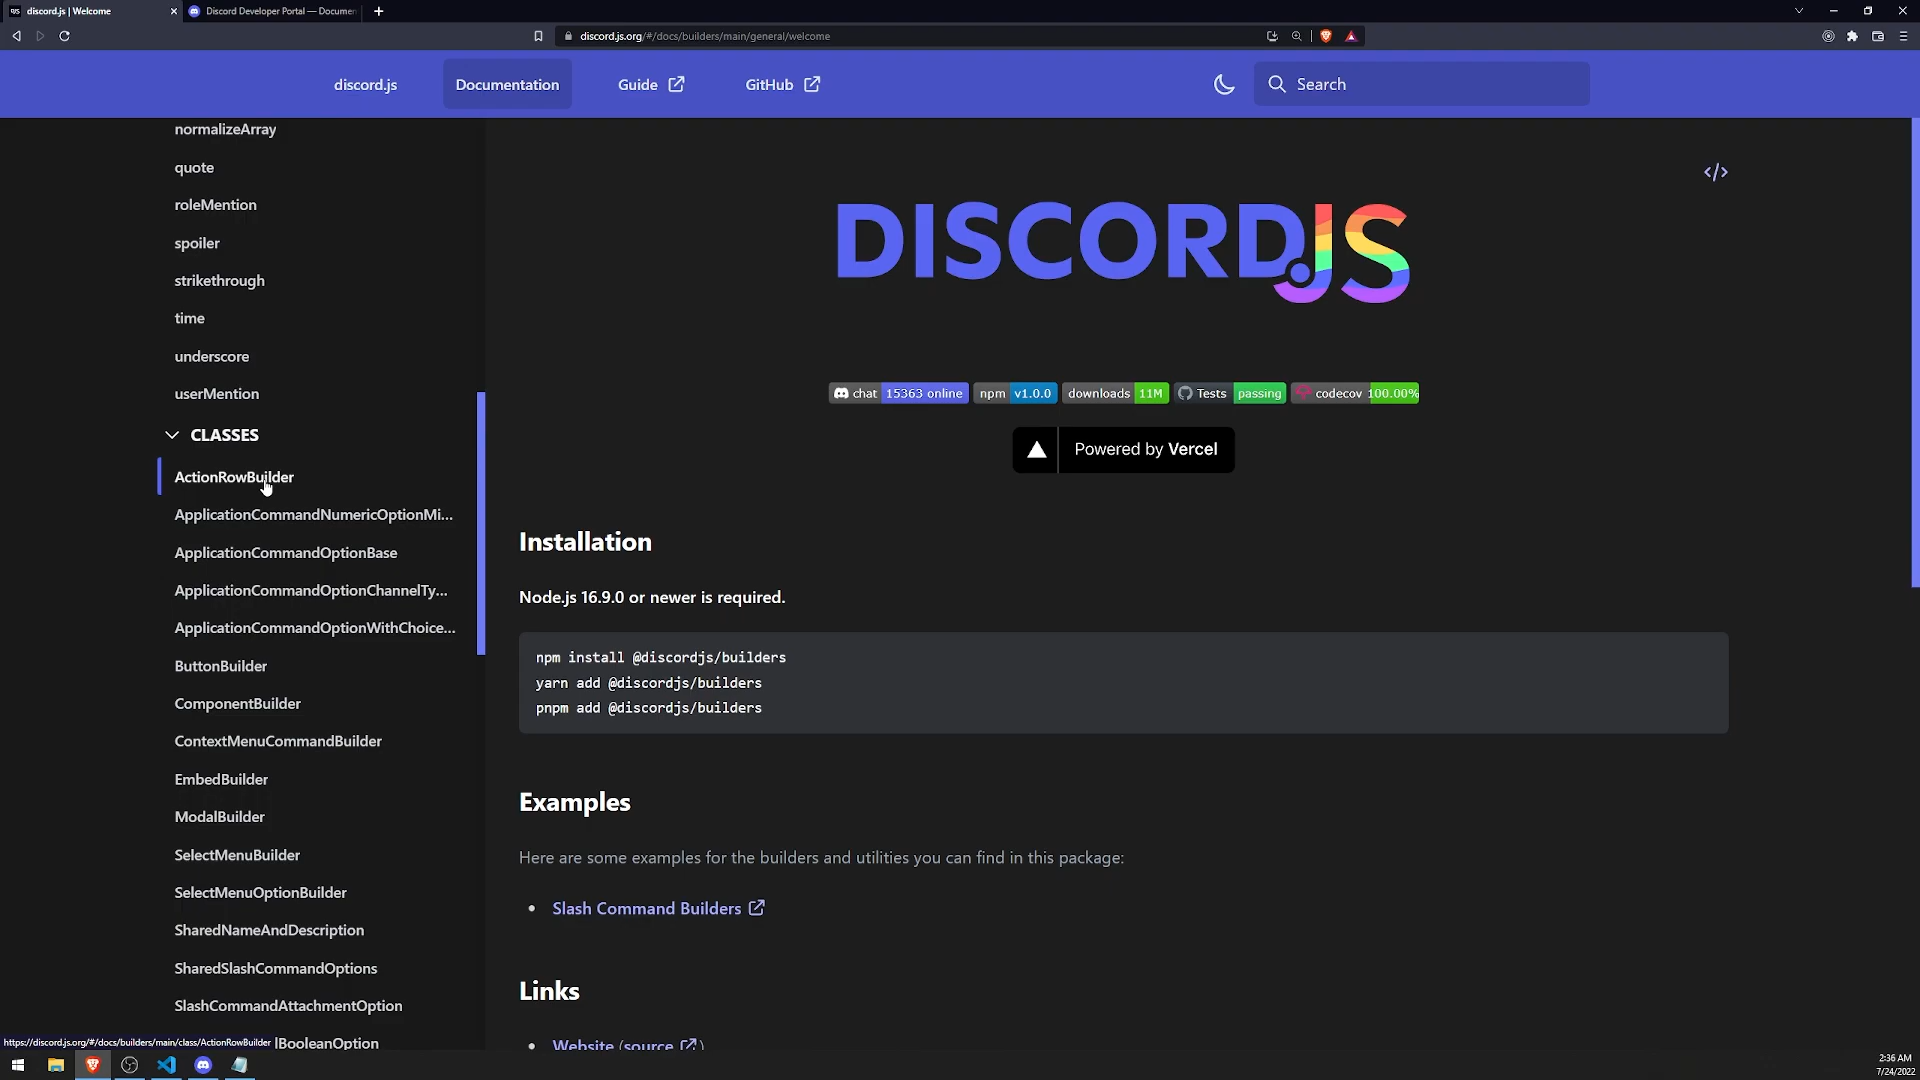 discord.js | Welcome
Discord Developer Portal — Documen
discord.js.org/#/docs/builders/main/general/welcome
discord.js
Documentation
Guide
GitHub
Search
normalizeArray
quote
roleMention
spoiler
strikethrough
time
underscore
userMention
CLASSES
ActionRowBuilder
ApplicationCommandNumericOptionMi...
ApplicationCommandOptionBase
ApplicationCommandOptionChannelTy...
ApplicationCommandOptionWithChoice...
ButtonBuilder
ComponentBuilder
ContextMenuCommandBuilder
EmbedBuilder
ModalBuilder
SelectMenuBuilder
SelectMenuOptionBuilder
SharedNameAndDescription
SharedSlashCommandOptions
SlashCommandAttachmentOption
lBooleanOption
https://discord.js.org/#/docs/builders/main/class/ActionRowBuilder
</>
DISCORD.JS
chat 15363 online
npm v1.0.0
downloads 11M
Tests passing
codecov 100.00%
Powered by Vercel
Installation
Node.js 16.9.0 or newer is required.
npm install @discordjs/builders
yarn add @discordjs/builders
pnpm add @discordjs/builders
Examples
Here are some examples for the builders and utilities you can find in this package:
Slash Command Builders
Links
Website (source)
2:36 AM
7/24/2022